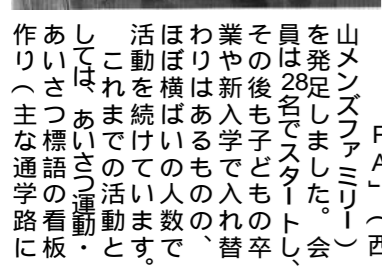 FA」（西
山メンズファミリー）
を発足しました。会
員は28名でスタートし、
その後も子どもの卒
業や新入学で入れ替
わりはあるものの、
ほぼ横ばいの人数で
活動を続けています。
これまでの活動と
しては、あいさつ運動・
あいさつ標語の看板
作り（主な通学路に